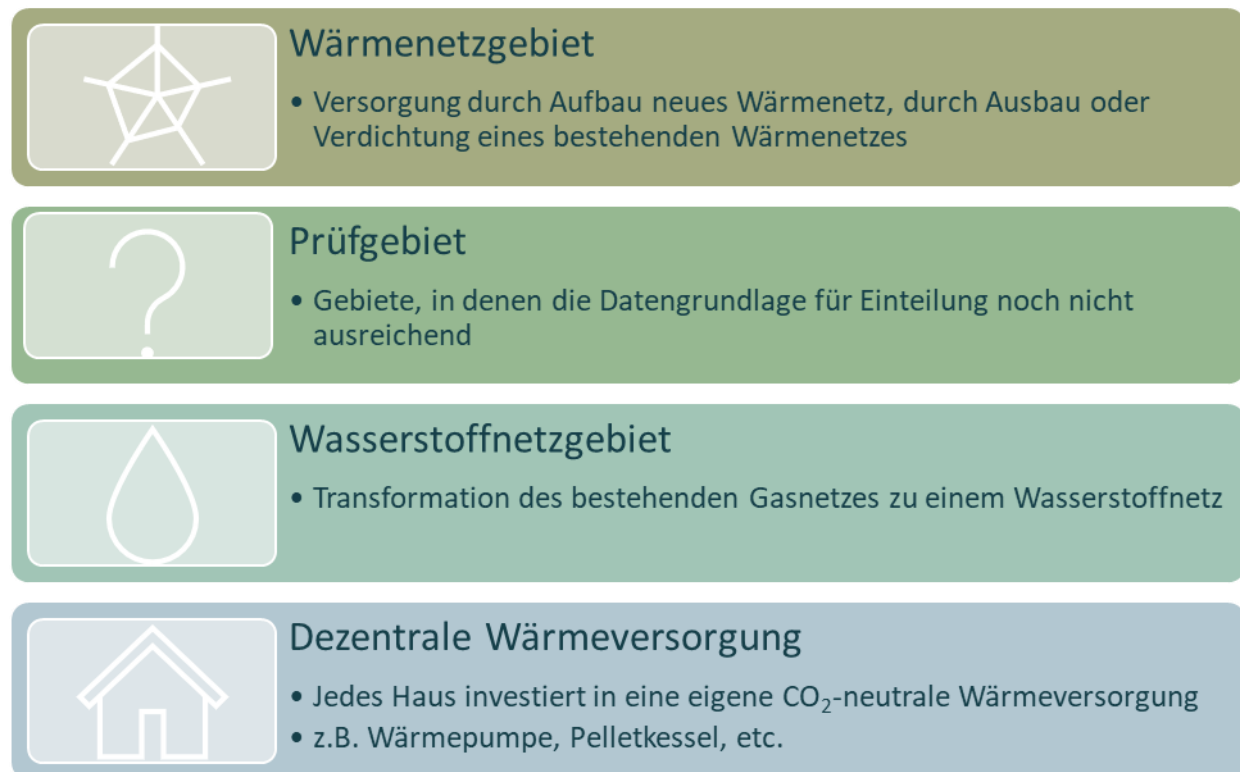 Wärmenetzgebiet
• Versorgung durch Aufbau neues Wärmenetz, durch Ausbau oder
Verdichtung eines bestehenden Wärmenetzes
Prüfgebiet
• Gebiete, in denen die Datengrundlage für Einteilung noch nicht
ausreichend
Wasserstoffnetzgebiet
• Transformation des bestehenden Gasnetzes zu einem Wasserstoffnetz
Dezentrale Wärmeversorgung
• Jedes Haus investiert in eine eigene CO₂-neutrale Wärmeversorgung
• z.B. Wärmepumpe, Pelletkessel, etc.